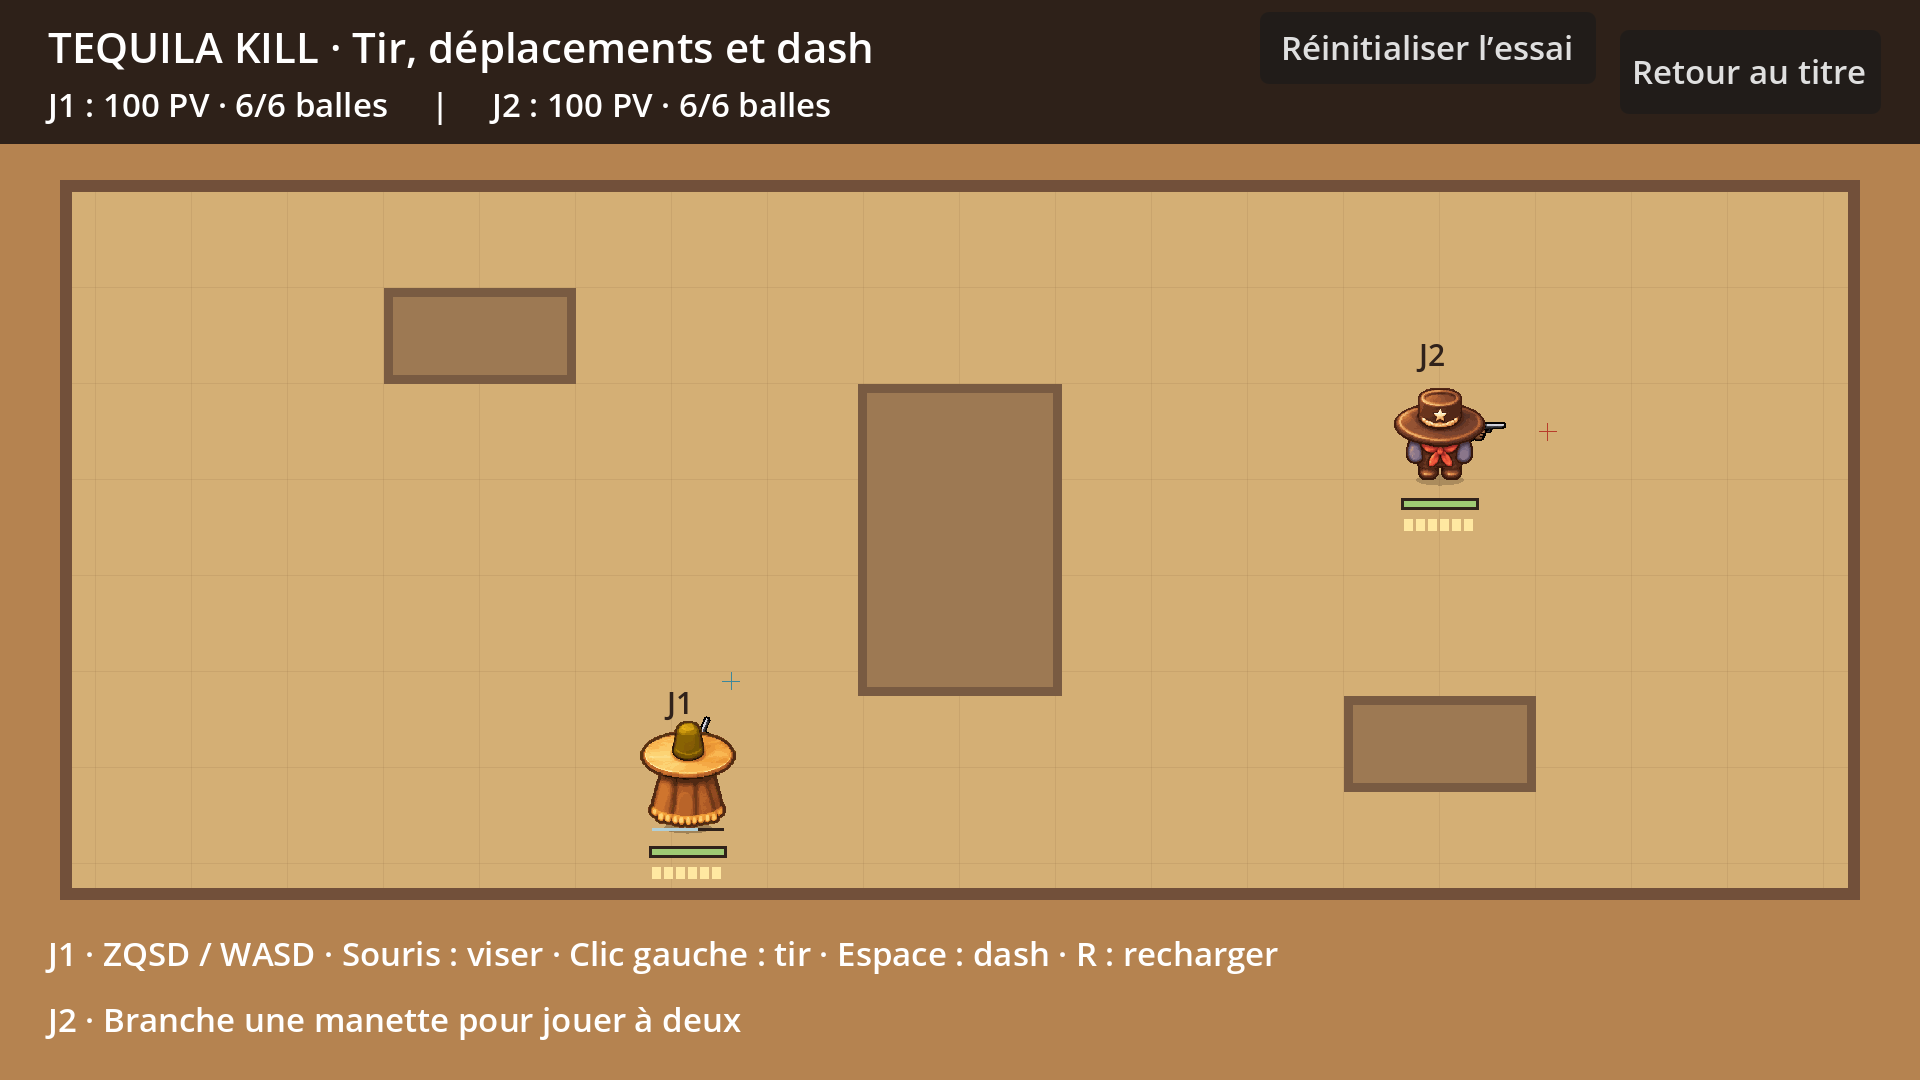 TEQUILA KILL · Tir, déplacements et dash
Réinitialiser l’essai
Retour au titre
J1 : 100 PV · 6/6 balles | J2 : 100 PV · 6/6 balles
J2
J1
J1 · ZQSD / WASD · Souris : viser · Clic gauche : tir · Espace : dash · R : recharger
J2 · Branche une manette pour jouer à deux